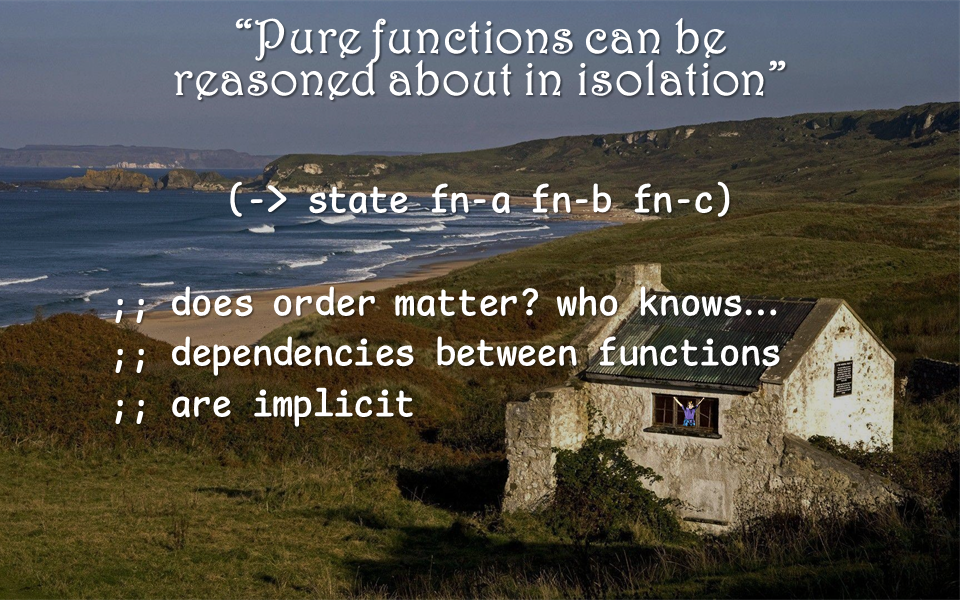 “Pure functions can be
reasoned about in isolation”
(-> state fn-a fn-b fn-c)
;; does order matter? who knows...
;; dependencies between functions
;; are implicit